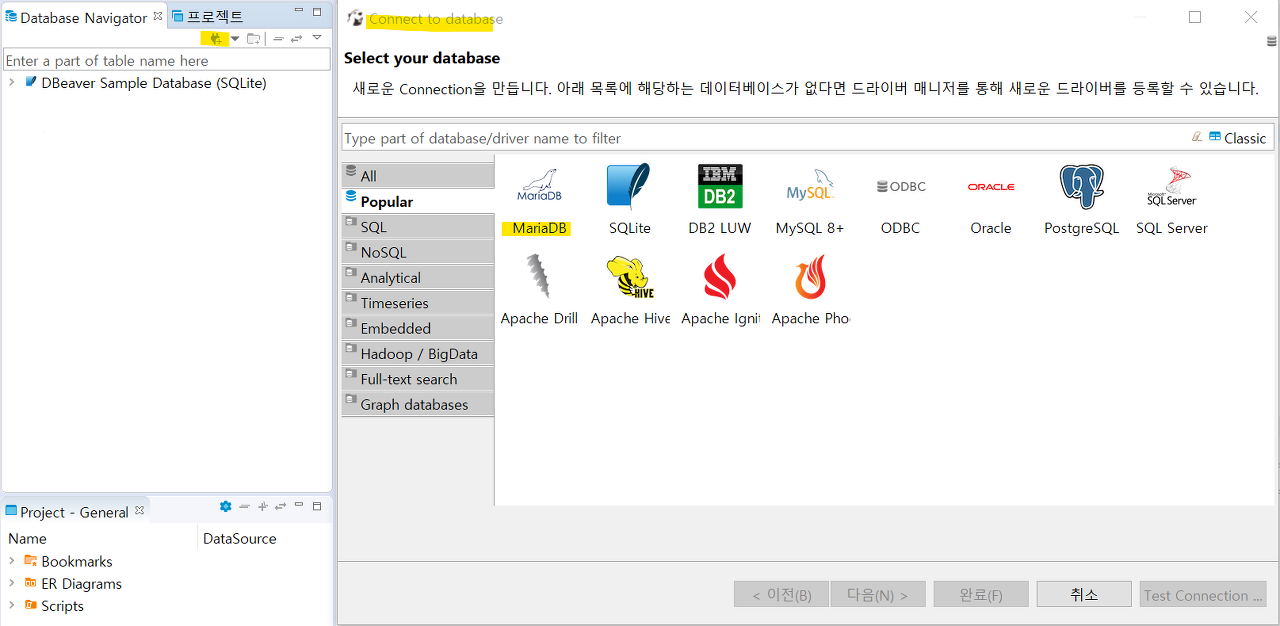 Database Navigator
프로젝트
Enter a part of table name here
DBeaver Sample Database (SQLite)
Project - General
Name DataSource
Bookmarks
ER Diagrams
Scripts
Connect to database
Select your database
새로운 Connection을 만듭니다. 아래 목록에 해당하는 데이터베이스가 없다면 드라이버 매니저를 통해 새로운 드라이버를 등록할 수 있습니다.
Type part of database/driver name to filter
Classic
All
Popular
SQL
NoSQL
Analytical
Timeseries
Embedded
Hadoop / BigData
Full-text search
Graph databases
MariaDB IBM DB2 MySQL ODBC ORACLE Microsoft SQL Server
MariaDB SQLite DB2 LUW MySQL 8+ ODBC Oracle PostgreSQL SQL Server
HIVE
Apache Drill Apache Hive Apache Ignit Apache Pho
< 이전(B) 다음(N) > 완료(F) 취소 Test Connection ...